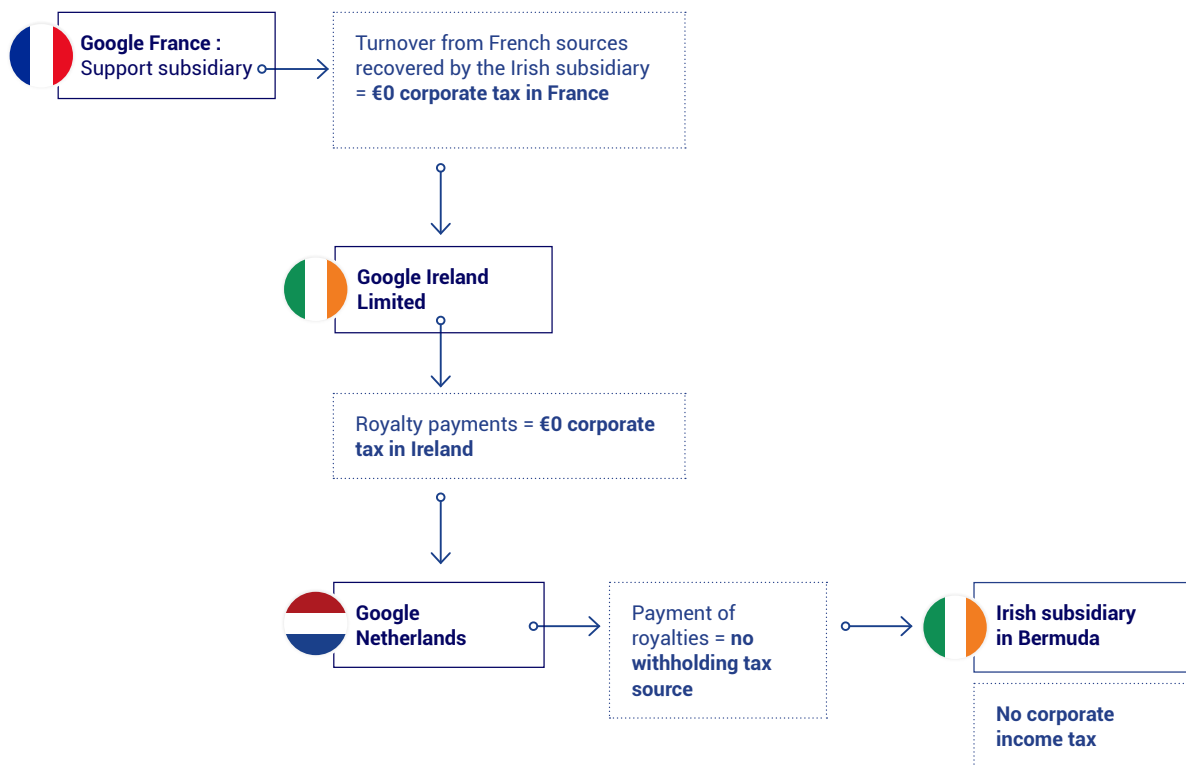 Google France :
Support subsidiary
Turnover from French sources
recovered by the Irish subsidiary
= €0 corporate tax in France
Google Ireland
Limited
Royalty payments = €0 corporate
tax in Ireland
Google
Netherlands
Payment of
royalties = no
withholding tax
source
Irish subsidiary
in Bermuda
No corporate
income tax